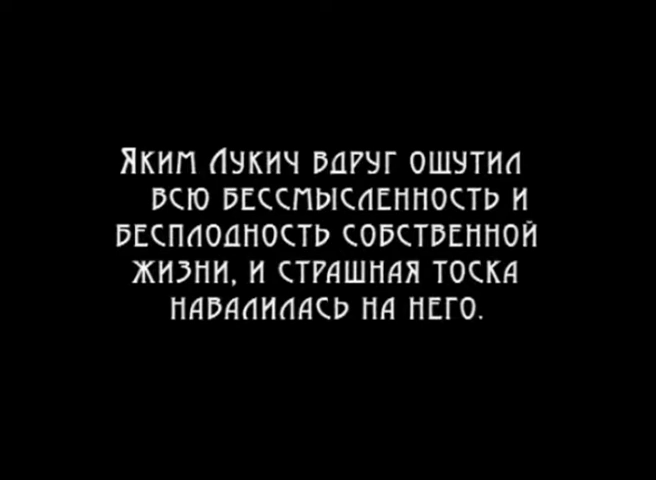 Яким Лукич вдруг ощутил
всю бессмысленность и
бесплодность собственной
жизни, и страшная тоска
навалилась на него.